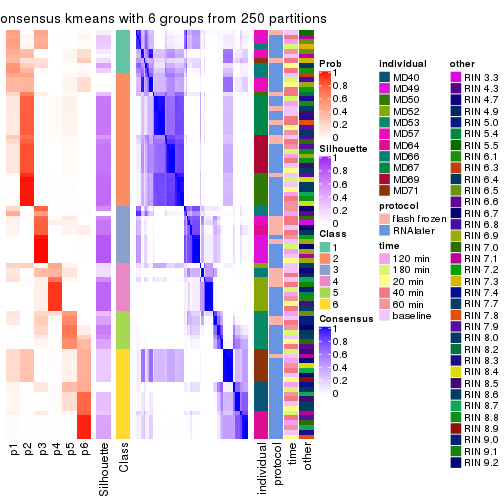 onsensus kmeans with 6 groups from 250 partitions
p1
p2
p3
p4
p5
p6
Silhouette
Class
individual
protocol
time
other
Prob
1
0.8
0.6
0.4
0.2
0
Silhouette
1
0.8
0.6
0.4
0.2
0
Class
1
2
3
4
5
6
Consensus
1
0.8
0.6
0.4
0.2
0
individual
MD40
MD49
MD50
MD52
MD53
MD57
MD64
MD66
MD67
MD69
MD71
protocol
flash frozen
RNAlater
time
120 min
180 min
20 min
40 min
60 min
baseline
other
RIN 3.3
RIN 4.3
RIN 4.7
RIN 4.9
RIN 5.0
RIN 5.4
RIN 5.5
RIN 6.1
RIN 6.3
RIN 6.4
RIN 6.5
RIN 6.6
RIN 6.7
RIN 6.8
RIN 6.9
RIN 7.0
RIN 7.1
RIN 7.2
RIN 7.3
RIN 7.4
RIN 7.7
RIN 7.8
RIN 7.9
RIN 8.0
RIN 8.2
RIN 8.3
RIN 8.4
RIN 8.5
RIN 8.6
RIN 8.7
RIN 8.8
RIN 8.9
RIN 9.0
RIN 9.1
RIN 9.2